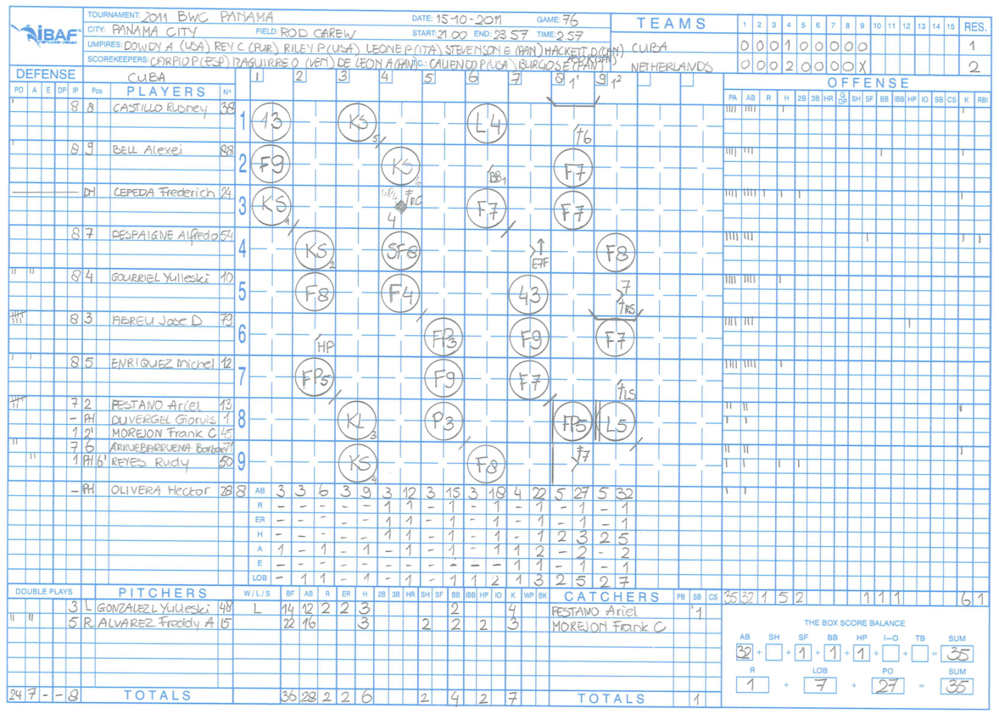 iBAF
TOURNAMENT: 2011 BWC PANAMA DATE: 15-10-2011 GAME: 76
CITY: PANAMA CITY FIELD: ROD CAREW START: 21.00 END: 23 57 TIME: 2.57
UMPIRES: DOWDY A (USA) REY C (PUR) RILEY P (USA) LEONE P (ITA) STEVENSON E (PAN) HACKETT D (CAN)
SCOREKEEPERS: CARPIO P (ESP) IZAGUIRRE O (VEN) DE LEON A (PAN) T.C.: CALIENDO P (USA) BURGOS E (PAN)
TEAMS 1 2 3 4 5 6 7 8 9 10 11 12 13 14 15 RES.
CUBA 0 0 0 1 0 0 0 0 0 1
NETHERLANDS 0 0 0 2 0 0 0 0 X 2
DEFENSE CUBA 1 2 3 4 5 6 7 8 1' 9 1² OFFENSE
PO A E DP IP Pos PLAYERS Nº PA AB R H 2B 3B HR G DP SH SF BB IBB HP IO SB CS K RBI
8 8 CASTILLO Rusney 38 1 13 KS 5 L4 6
8 9 BELL Alexei 88 2 F9 KS 6 BB1 F7
DH CEPEDA Frederich 24 3 KS 1 4 RC F7 F7
8 7 DESPAIGNE Alfredo 54 4 KS 2 SF8 E7F F8
8 4 GOURRIEL Yulieski 10 5 F8 F4 43 7 RS
8 3 ABREU Jose D 79 6 HP FP3 F9 F7
8 5 ENRIQUEZ Michel 12 7 FP5 F9 F7 LS
7 2 PESTANO Ariel 13
- PH DUVERGEL Giorvis 1 8 KL 3 P3 FP5 L5
1 2' MOREJON Frank C 45
7 6 ARRUEBARRUENA Barbar 71
1 PH 6' REYES Rudy 50 9 KS 4 F8 7
- PH OLIVERA Hector 28 8 AB 3 3 6 3 9 3 12 3 15 3 18 4 22 5 27 5 32
R - - - - - 1 1 - 1 - 1 - 1 - 1 - 1
ER - - - - - 1 1 - 1 - 1 - 1 - 1 - 1
H - - - - - 1 1 - 1 - 1 - 1 2 3 2 5
A 1 - 1 - 1 - 1 - 1 - 1 1 2 - 2 - 2
E - - - - - - - - - - - 1 1 - 1 - 1
LOB - 1 1 - 1 - 1 - 1 1 2 1 3 2 5 2 7
DOUBLE PLAYS PITCHERS W/L/S BF AB R ER H 2B 3B HR SH SF BB IBB HP IO K WP BK CATCHERS PB SB CS 35 32 1 5 2 1 1 1 6 1
3 L GONZALEZ L Yulieski 48 L 14 12 2 2 3 2 4 PESTANO Ariel 1
5 R ALVAREZ Freddy A 15 22 16 3 2 2 2 3 MOREJON Frank C
THE BOX SCORE BALANCE
AB SH SF BB HP I-O TB SUM
32 + + 1 + 1 + 1 + + = 35
R LOB PO SUM
1 + 7 + 27 = 35
24 7 - - 8 TOTALS 36 28 2 2 6 2 4 2 7 TOTALS 1